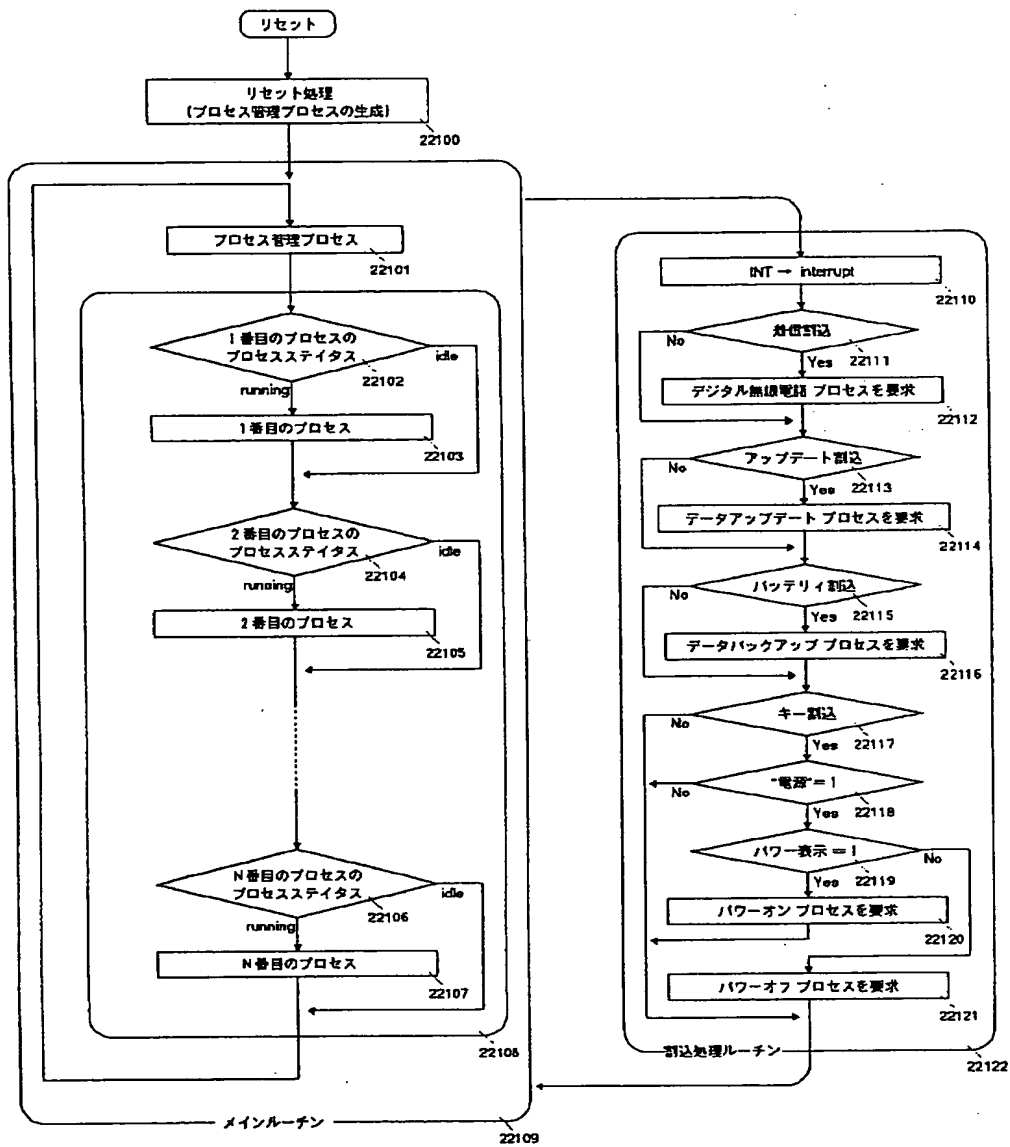 リセット
リセット処理
(プロセス管理プロセスの生成)
22100
プロセス管理プロセス
22101
1番目のプロセスの
プロセスステイタス
idle
22102
running
1番目のプロセス
22103
2番目のプロセスの
プロセスステイタス
idle
22104
running
2番目のプロセス
22105
N番目のプロセスの
プロセスステイタス
idle
22106
running
N番目のプロセス
22107
22108
メインルーチン
22109
INT → interrupt
22110
着信割込
No
22111
Yes
デジタル無線電話 プロセスを要求
22112
アップデート割込
No
Yes
22113
データアップデート プロセスを要求
22114
バッテリィ割込
No
22115
Yes
データバックアップ プロセスを要求
22116
キー割込
No
Yes
22117
"電源"= 1
No
Yes
22118
パワー表示 = 1
No
22119
Yes
パワーオン プロセスを要求
22120
パワーオフ プロセスを要求
22121
割込処理ルーチン
22122